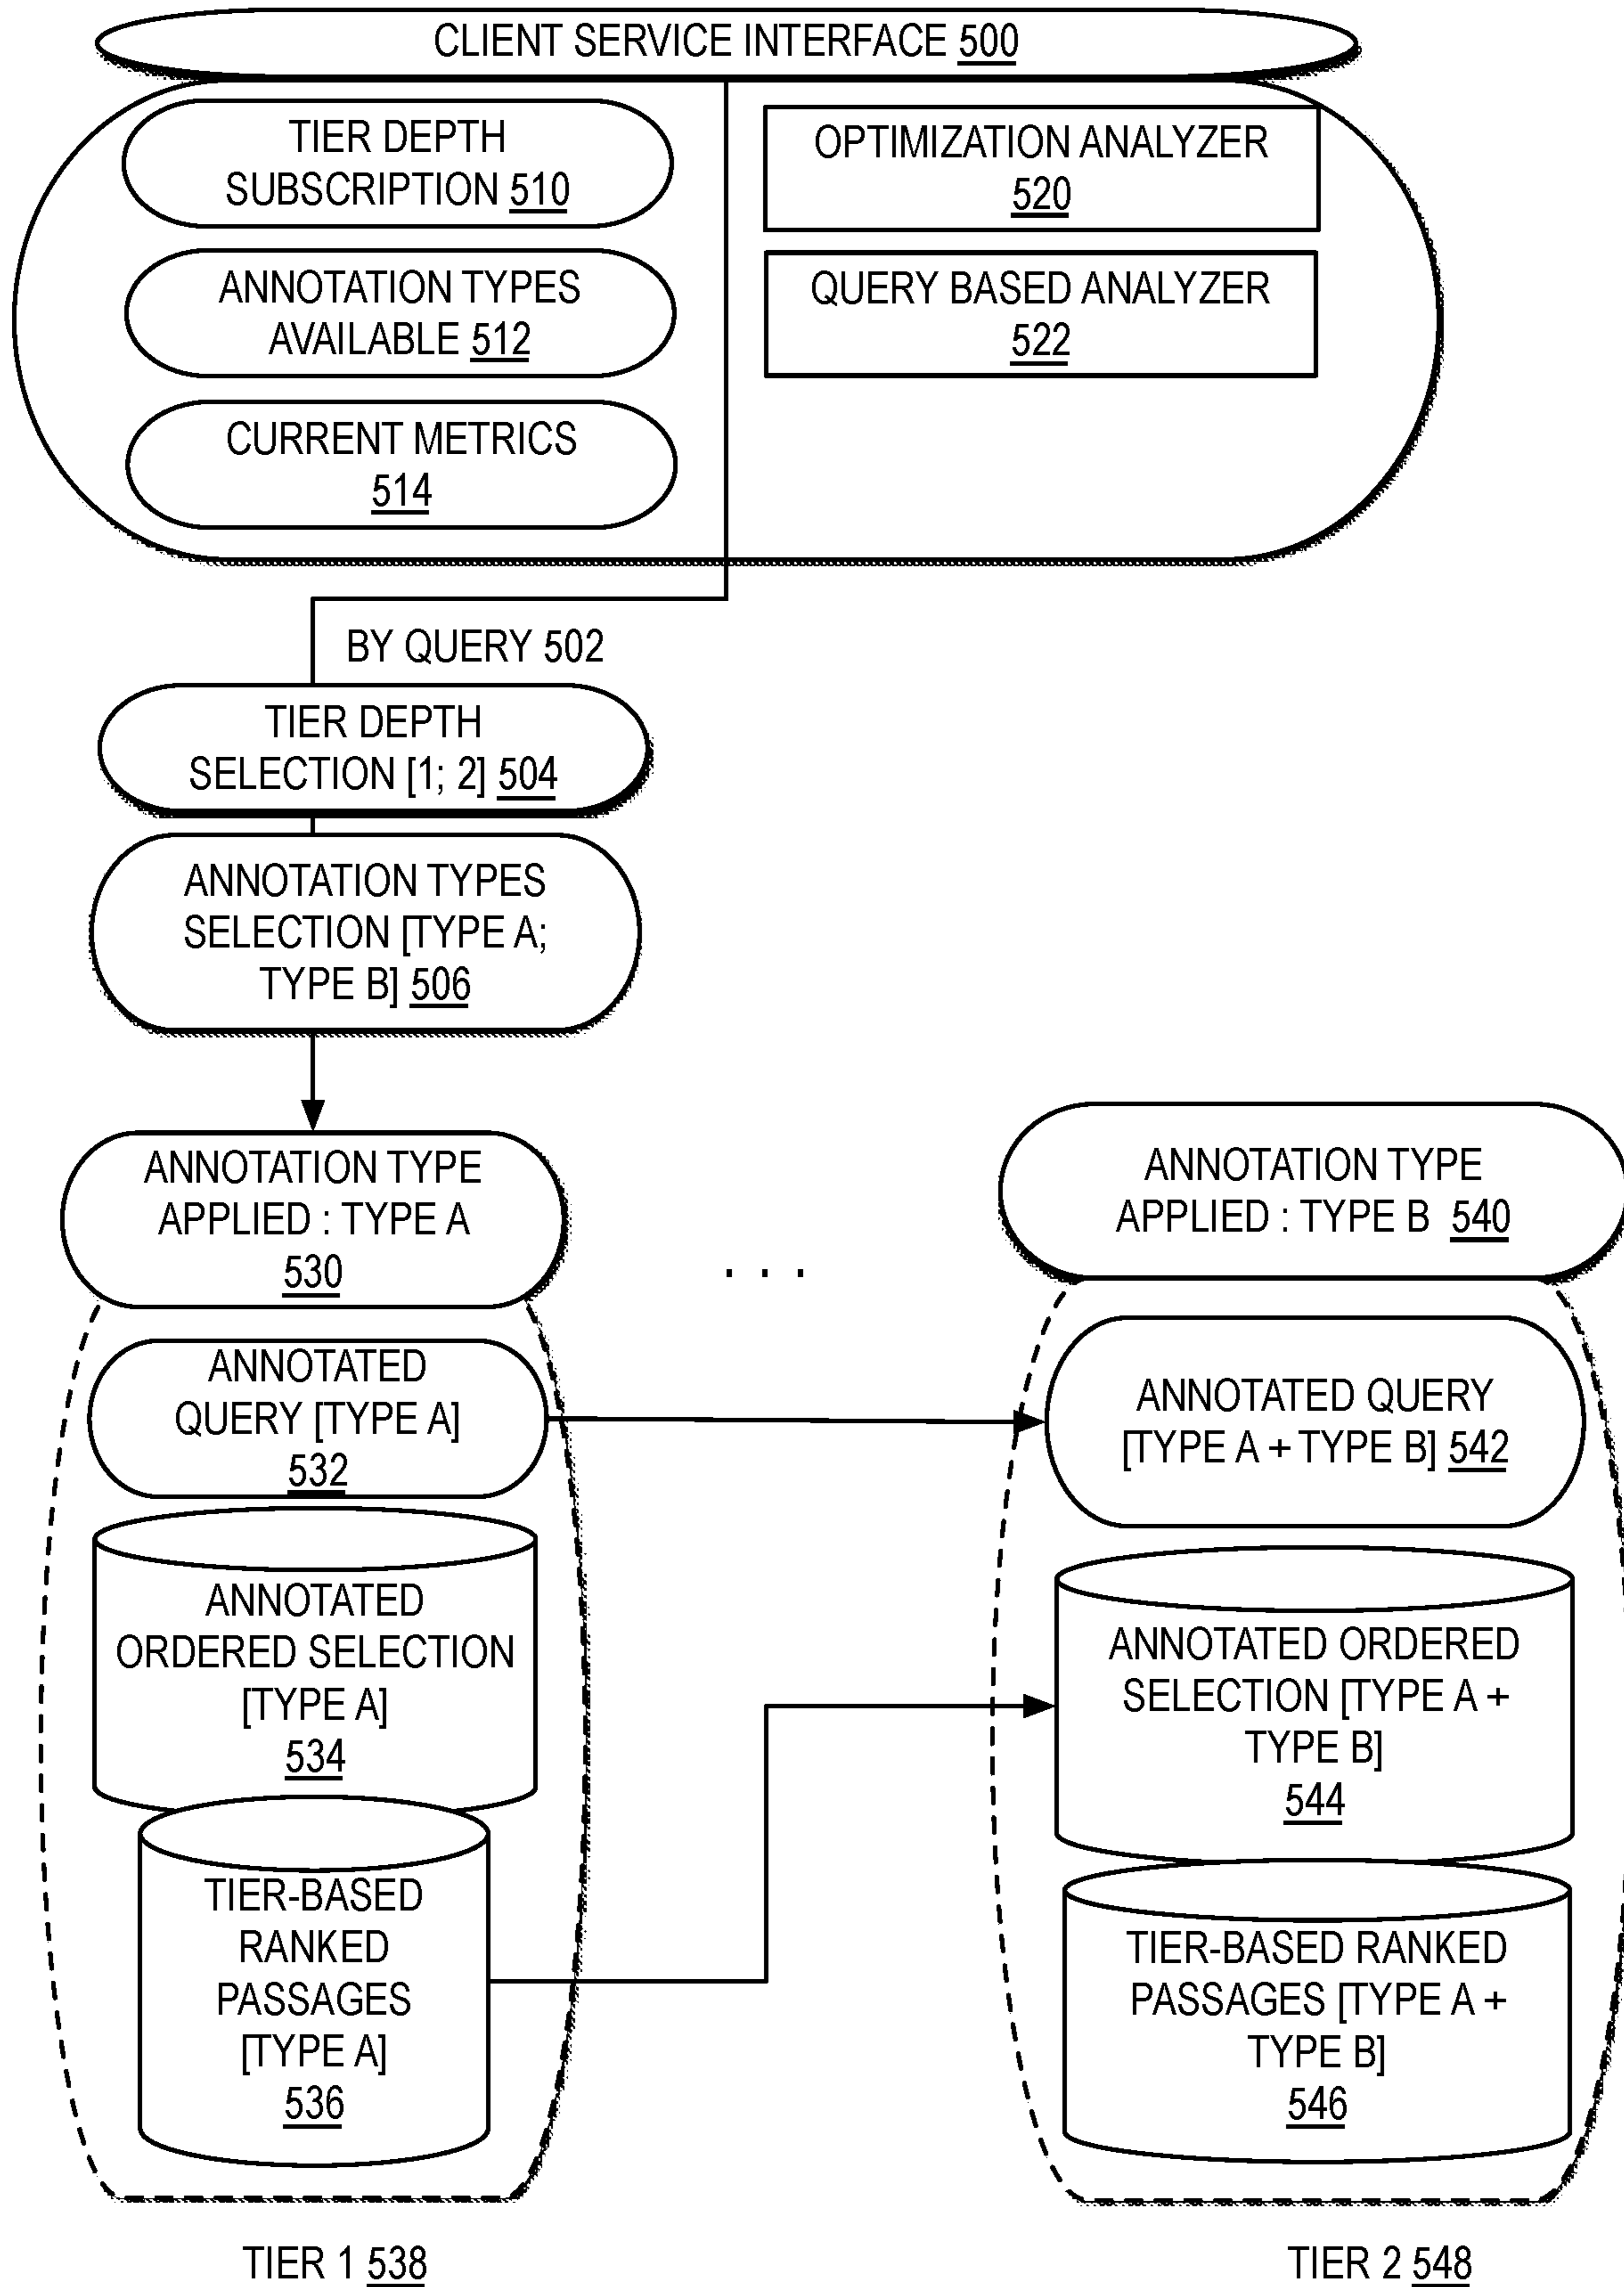 CLIENT SERVICE INTERFACE 500
TIER DEPTH
SUBSCRIPTION 510
ANNOTATION TYPES
AVAILABLE 512
CURRENT METRICS
514
OPTIMIZATION ANALYZER
520
QUERY BASED ANALYZER
522
BY QUERY 502
TIER DEPTH
SELECTION [1; 2] 504
ANNOTATION TYPES
SELECTION [TYPE A;
TYPE B] 506
ANNOTATION TYPE
APPLIED : TYPE A
530
. . .
ANNOTATED
QUERY [TYPE A]
532
ANNOTATED
ORDERED SELECTION
[TYPE A]
534
TIER-BASED
RANKED
PASSAGES
[TYPE A]
536
TIER 1 538
ANNOTATION TYPE
APPLIED : TYPE B 540
ANNOTATED QUERY
[TYPE A + TYPE B] 542
ANNOTATED ORDERED
SELECTION [TYPE A +
TYPE B]
544
TIER-BASED RANKED
PASSAGES [TYPE A +
TYPE B]
546
TIER 2 548